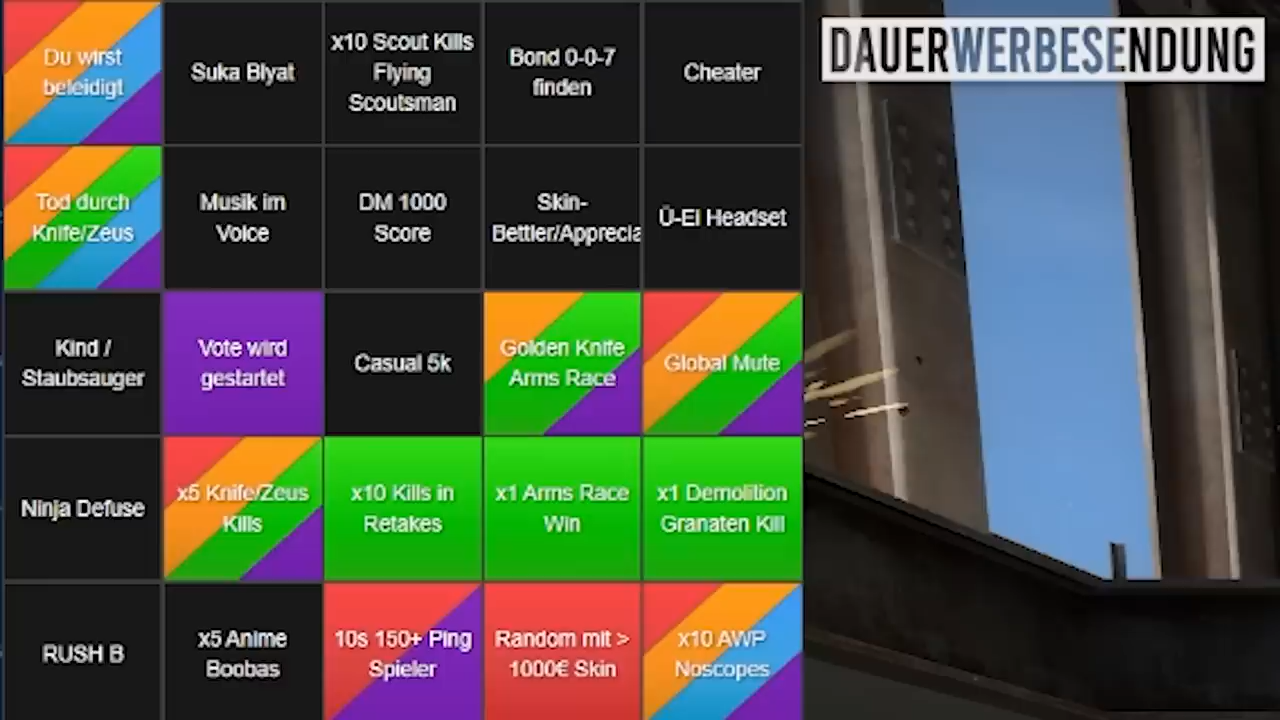 Du wirst
beleidigt
Suka Blyat
x10 Scout Kills
Flying
Scoutsman
Bond 0-0-7
finden
Cheater
DAUERWERBESENDUNG
Tod durch
Knife/Zeus
Musik im
Voice
DM 1000
Score
Skin-
Bettler/Apprecia
Ü-Ei Headset
Kind /
Staubsauger
Vote wird
gestartet
Casual 5k
Golden Knife
Arms Race
Global Mute
Ninja Defuse
x5 Knife/Zeus
Kills
x10 Kills in
Retakes
x1 Arms Race
Win
x1 Demolition
Granaten Kill
RUSH B
x5 Anime
Boobas
10s 150+ Ping
Spieler
Random mit >
1000€ Skin
x10 AWP
Noscopes